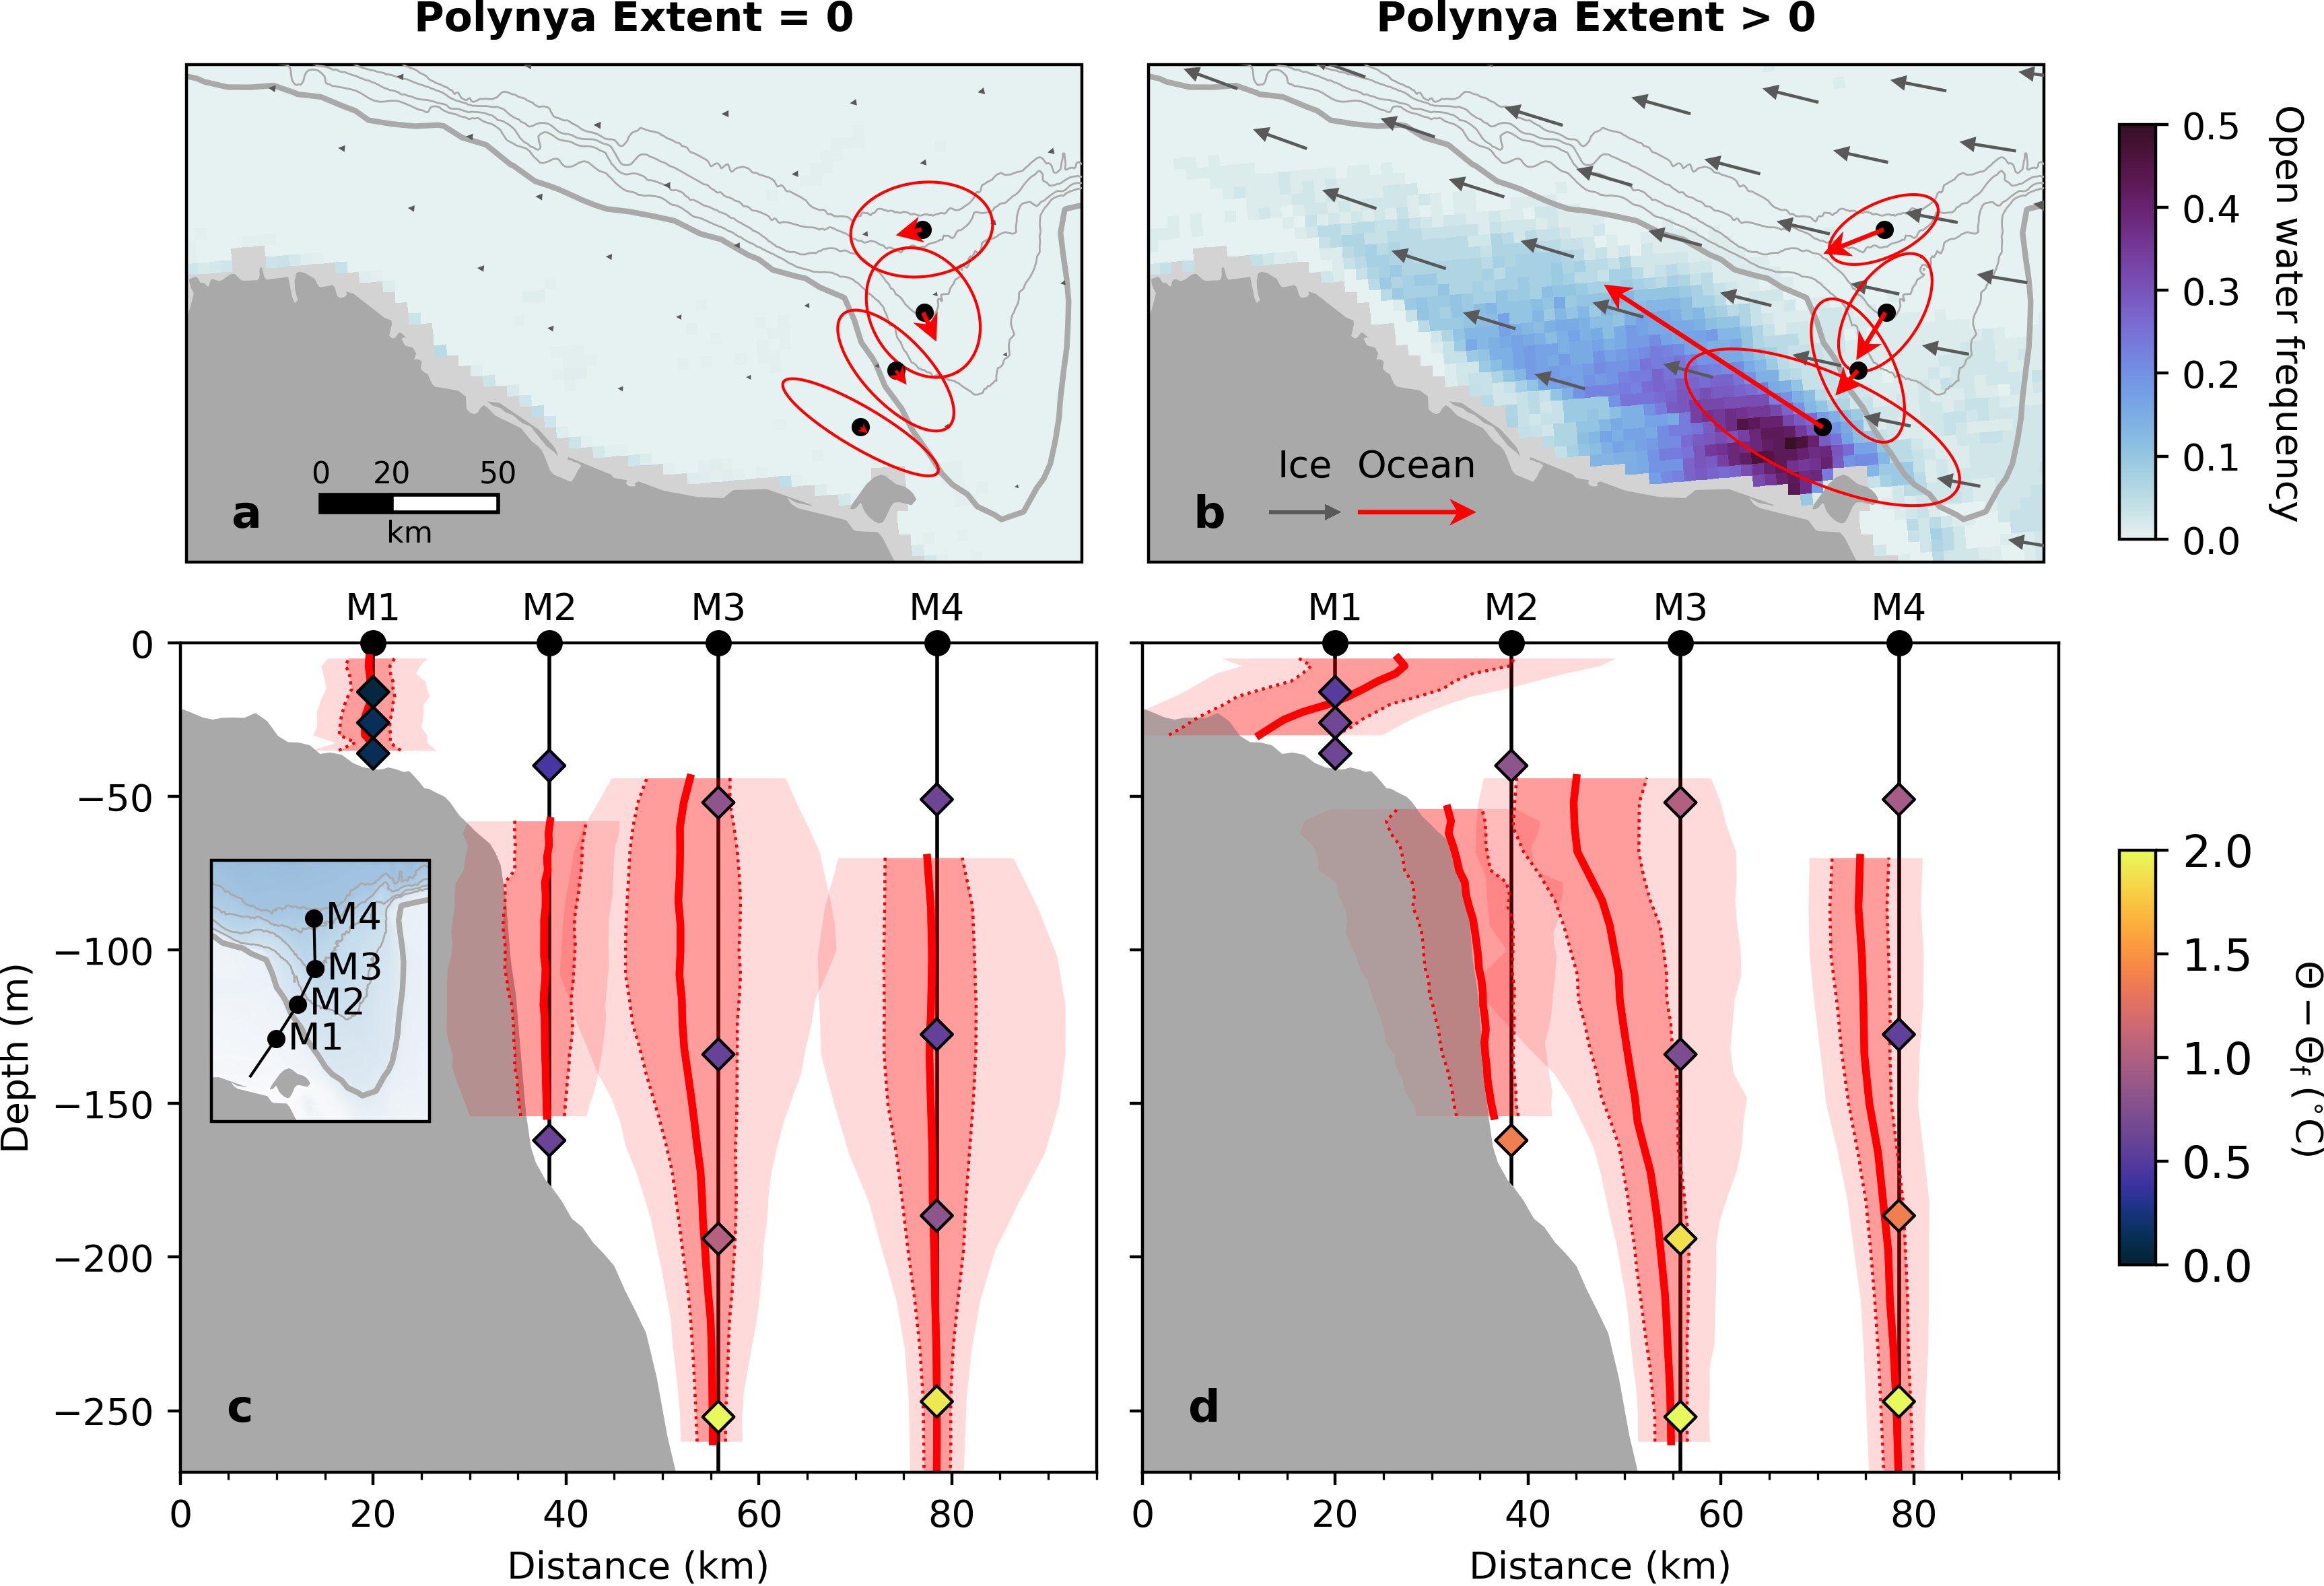 Polynya Extent = 0
Polynya Extent > 0
0 20 50
km
a
Ice Ocean
b
0.5
0.4
0.3
0.2
0.1
0.0
Open water frequency
M1 M2 M3 M4
M1 M2 M3 M4
0
−50
−100
−150
−200
−250
Depth (m)
M4
M3
M2
M1
c
d
2.0
1.5
1.0
0.5
0.0
Θ − Θf (°C)
0 20 40 60 80
0 20 40 60 80
Distance (km)
Distance (km)